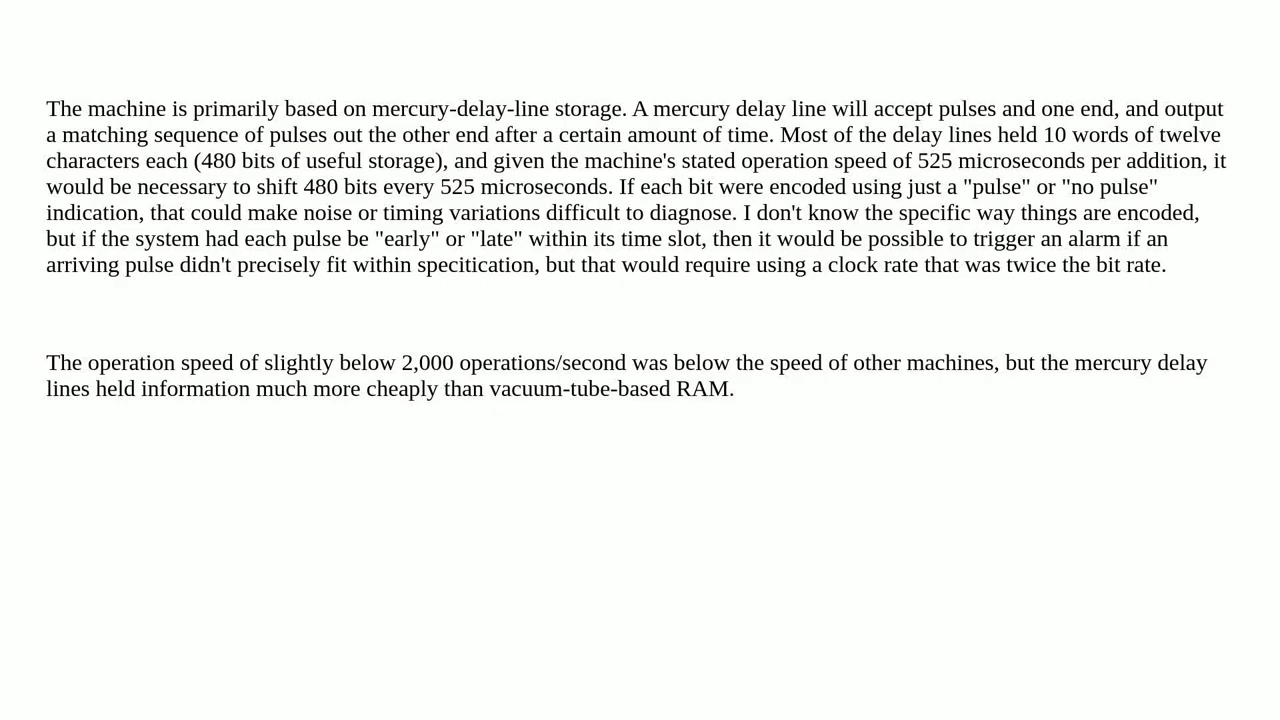 The machine is primarily based on mercury-delay-line storage. A mercury delay line will accept pulses and one end, and output
a matching sequence of pulses out the other end after a certain amount of time. Most of the delay lines held 10 words of twelve
characters each (480 bits of useful storage), and given the machine's stated operation speed of 525 microseconds per addition, it
would be necessary to shift 480 bits every 525 microseconds. If each bit were encoded using just a "pulse" or "no pulse"
indication, that could make noise or timing variations difficult to diagnose. I don't know the specific way things are encoded,
but if the system had each pulse be "early" or "late" within its time slot, then it would be possible to trigger an alarm if an
arriving pulse didn't precisely fit within specitication, but that would require using a clock rate that was twice the bit rate.
The operation speed of slightly below 2,000 operations/second was below the speed of other machines, but the mercury delay
lines held information much more cheaply than vacuum-tube-based RAM.